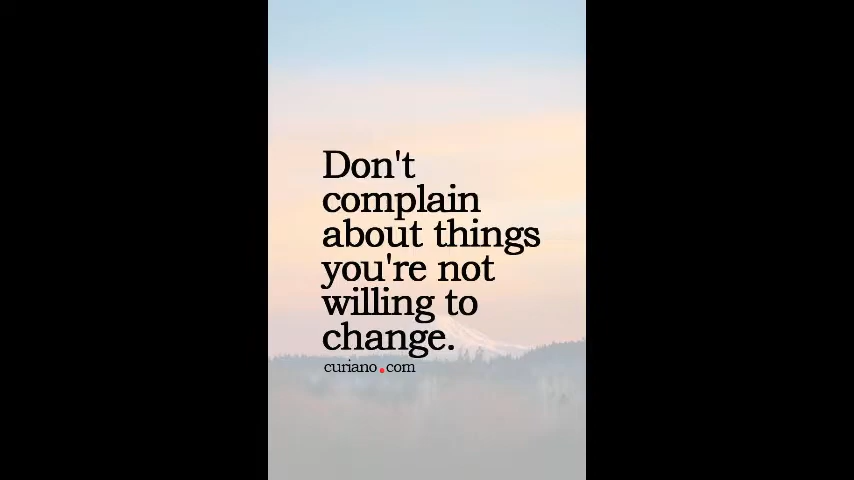 Don't
complain
about things
you're not
willing to
change.
curiano.com